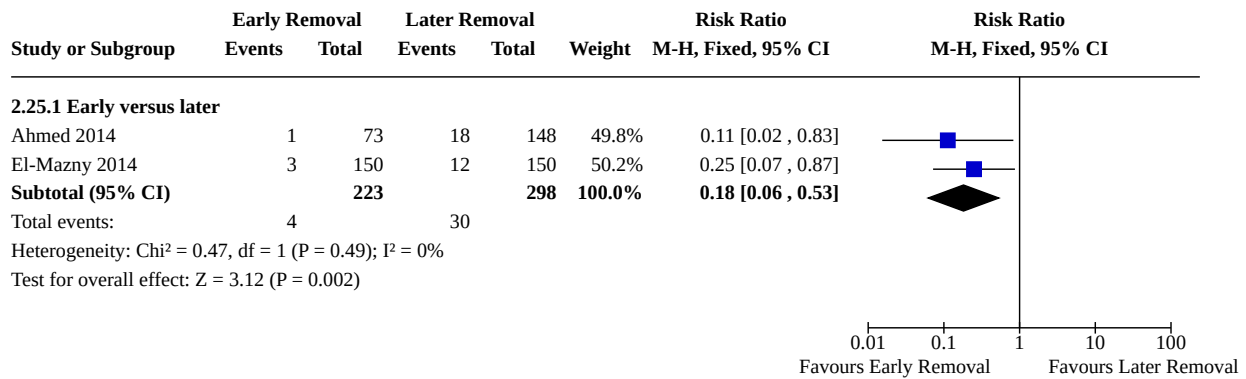 Early Removal Later Removal Risk Ratio Risk Ratio
Study or Subgroup Events Total Events Total Weight M-H, Fixed, 95% CI M-H, Fixed, 95% CI
2.25.1 Early versus later
Ahmed 2014 1 73 18 148 49.8% 0.11 [0.02 , 0.83]
El-Mazny 2014 3 150 12 150 50.2% 0.25 [0.07 , 0.87]
Subtotal (95% CI) 223 298 100.0% 0.18 [0.06 , 0.53]
Total events: 4 30
Heterogeneity: Chi² = 0.47, df = 1 (P = 0.49); I² = 0%
Test for overall effect: Z = 3.12 (P = 0.002)
0.01 0.1 1 10 100
Favours Early Removal Favours Later Removal